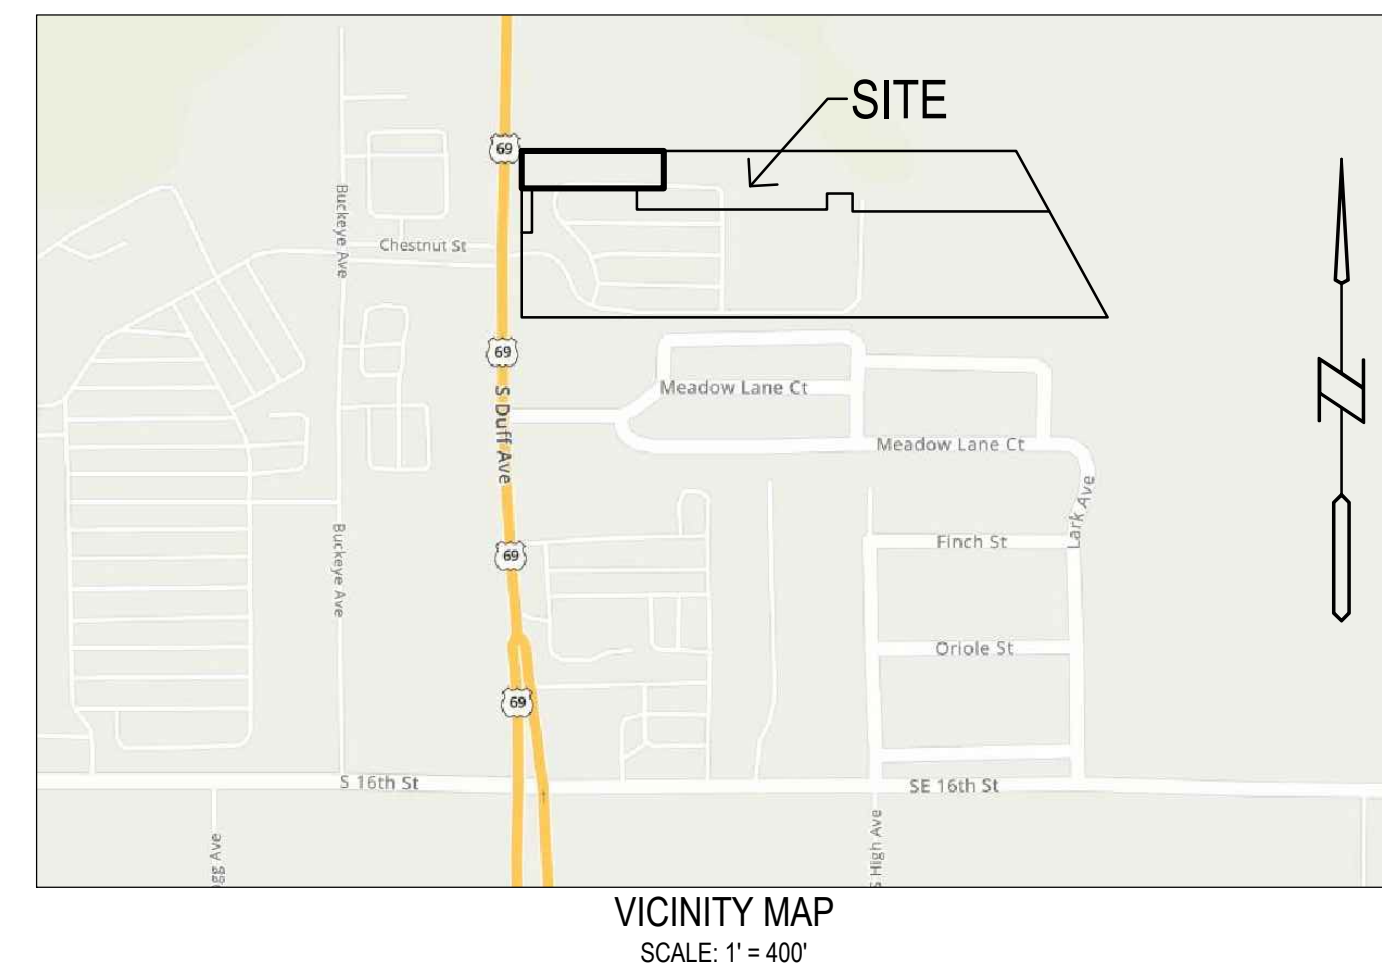 SITE
69
Buckeye Ave
Chestnut St
69
S Duff Ave
Meadow Lane Ct
Meadow Lane Ct
Lark Ave
Buckeye Ave
69
Finch St
Oriole St
69
S 16th St
SE 16th St
S High Ave
Ave
N
VICINITY MAP
SCALE: 1' = 400'